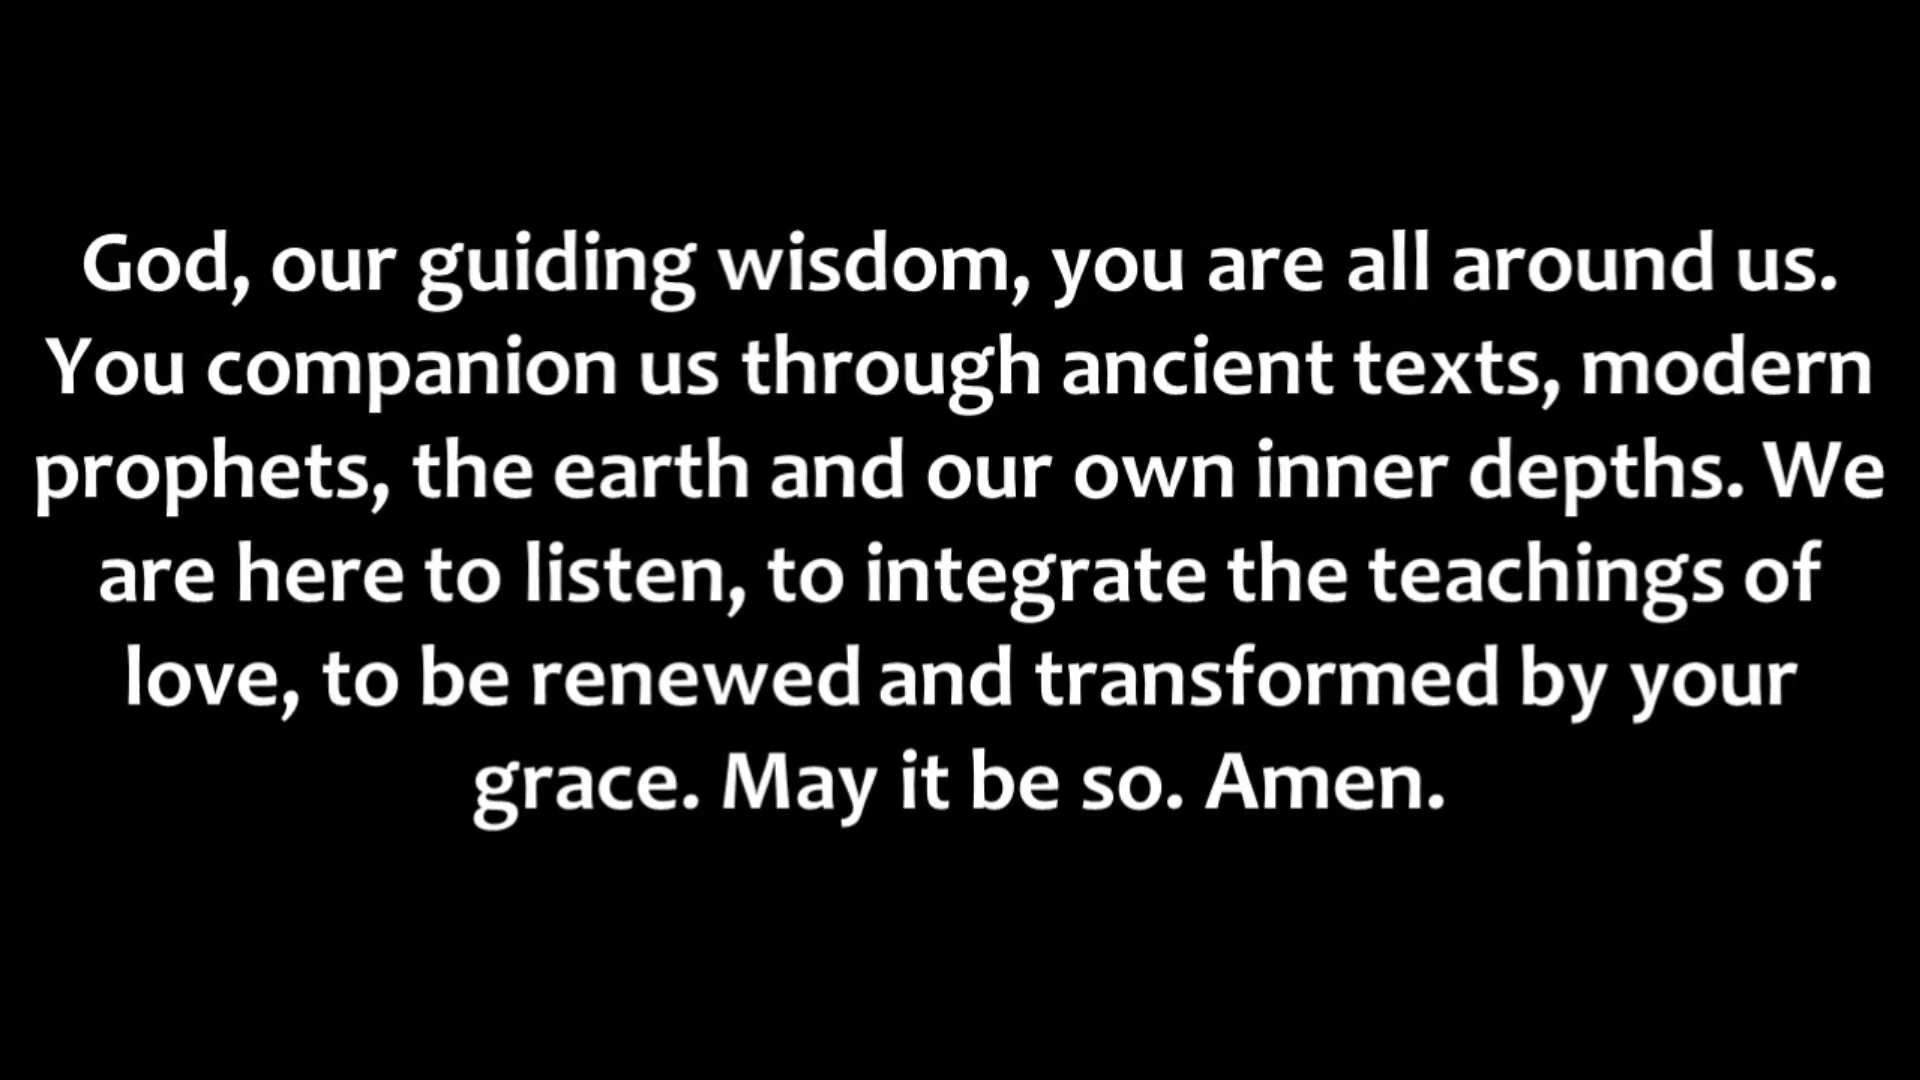 God, our guiding wisdom, you are all around us.
You companion us through ancient texts, modern
prophets, the earth and our own inner depths. We
are here to listen, to integrate the teachings of
love, to be renewed and transformed by your
grace. May it be so. Amen.